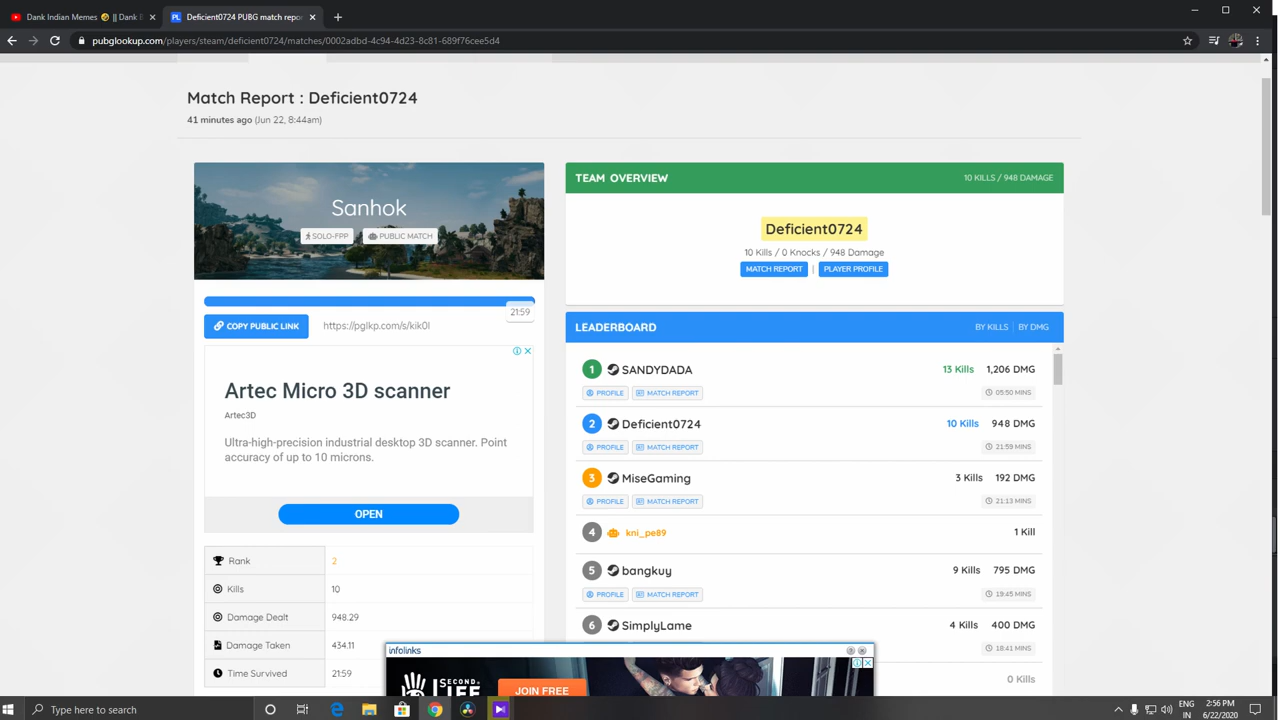 Dank Indian Memes 🤣 || Dank B
Deficient0724 PUBG match repor
pubglookup.com/players/steam/deficient0724/matches/0002adbd-4c94-4d23-8c81-689f76cee5d4
Match Report : Deficient0724
41 minutes ago (Jun 22, 8:44am)
Sanhok
SOLO-FPP PUBLIC MATCH
21:59
COPY PUBLIC LINK https://pglkp.com/s/kik0l
Artec Micro 3D scanner
Artec3D
Ultra-high-precision industrial desktop 3D scanner. Point
accuracy of up to 10 microns.
OPEN
Rank 2
Kills 10
Damage Dealt 948.29
Damage Taken 434.11
Time Survived 21:59
TEAM OVERVIEW 10 KILLS / 948 DAMAGE
Deficient0724
10 Kills / 0 Knocks / 948 Damage
MATCH REPORT | PLAYER PROFILE
LEADERBOARD BY KILLS | BY DMG
1 SANDYDADA 13 Kills 1,206 DMG
PROFILE MATCH REPORT 05:50 MINS
2 Deficient0724 10 Kills 948 DMG
PROFILE MATCH REPORT 21:59 MINS
3 MiseGaming 3 Kills 192 DMG
PROFILE MATCH REPORT 21:13 MINS
4 kni_pe89 1 Kill
5 bangkuy 9 Kills 795 DMG
PROFILE MATCH REPORT 19:45 MINS
6 SimplyLame 4 Kills 400 DMG
18:41 MINS
0 Kills
infolinks
SECOND
LIFE
JOIN FREE
Type here to search
ENG
IN
2:56 PM
6/22/2020